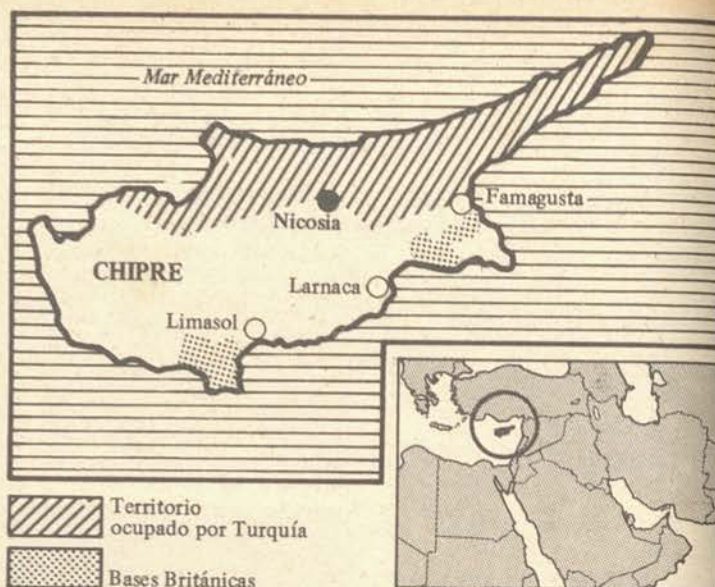 Mar Mediterráneo
Nicosia
Famagusta
CHIPRE
Larnaca
Limasol
Territorio
ocupado por Turquía
Bases Británicas